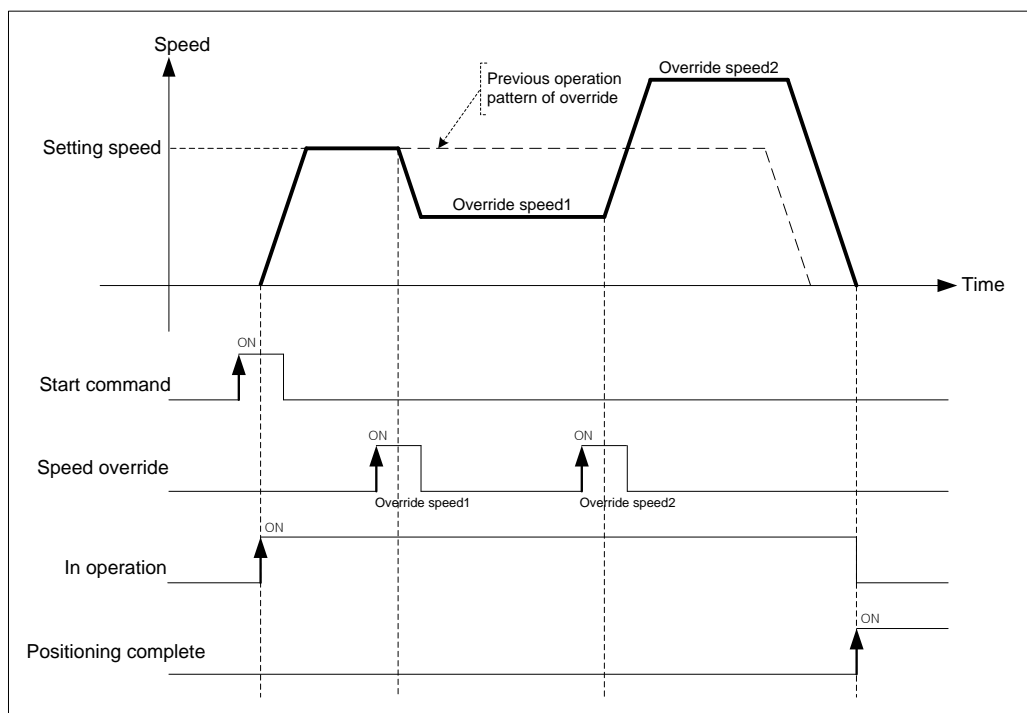 Speed
Override speed2
Previous operation
pattern of override
Setting speed
Override speed1
Time
ON
Start command
ON
ON
Speed override
Override speed1
Override speed2
ON
In operation
ON
Positioning complete